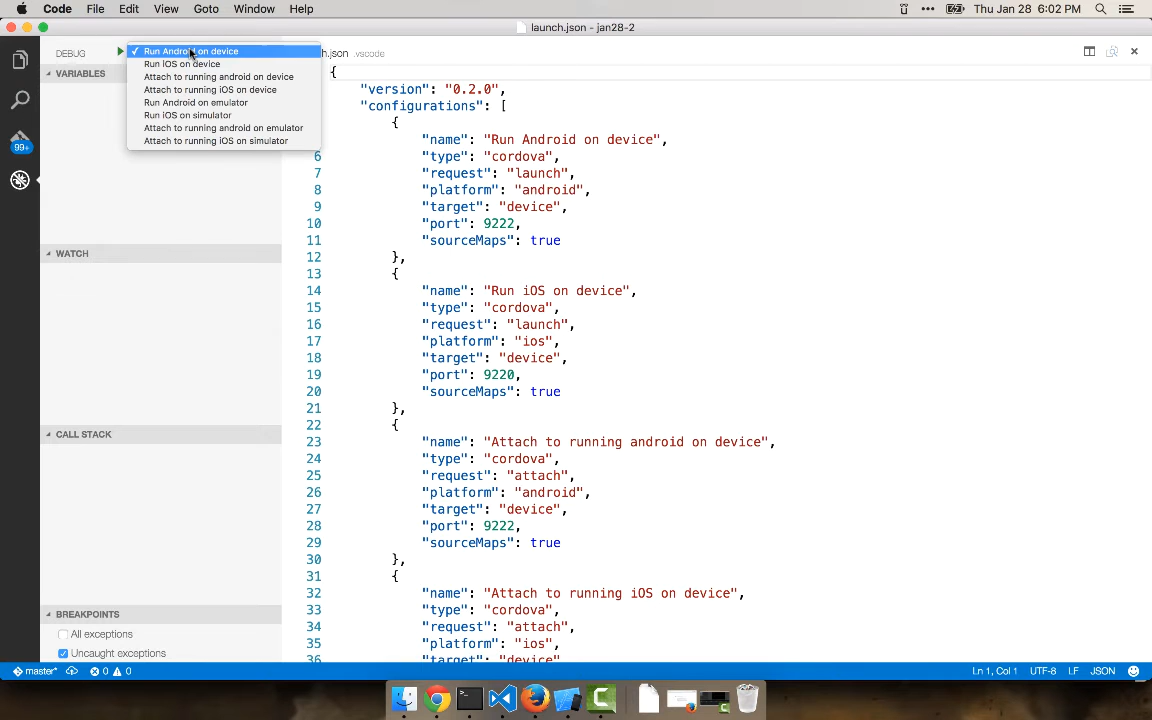 Code File Edit View Goto Window Help
Thu Jan 28 6:02 PM
launch.json - jan28-2
DEBUG
h.json .vscode
Run Android on device
Run iOS on device
Attach to running android on device
Attach to running iOS on device
Run Android on emulator
Run iOS on simulator
Attach to running android on emulator
Attach to running iOS on simulator
VARIABLES
99+
WATCH
CALL STACK
BREAKPOINTS
All exceptions
Uncaught exceptions
{
"version": "0.2.0",
"configurations": [
{
"name": "Run Android on device",
6 "type": "cordova",
7 "request": "launch",
8 "platform": "android",
9 "target": "device",
10 "port": 9222,
11 "sourceMaps": true
12 },
13 {
14 "name": "Run iOS on device",
15 "type": "cordova",
16 "request": "launch",
17 "platform": "ios",
18 "target": "device",
19 "port": 9220,
20 "sourceMaps": true
21 },
22 {
23 "name": "Attach to running android on device",
24 "type": "cordova",
25 "request": "attach",
26 "platform": "android",
27 "target": "device",
28 "port": 9222,
29 "sourceMaps": true
30 },
31 {
32 "name": "Attach to running iOS on device",
33 "type": "cordova",
34 "request": "attach",
35 "platform": "ios",
36 "target": "device",
master* 0 0
Ln 1, Col 1 UTF-8 LF JSON